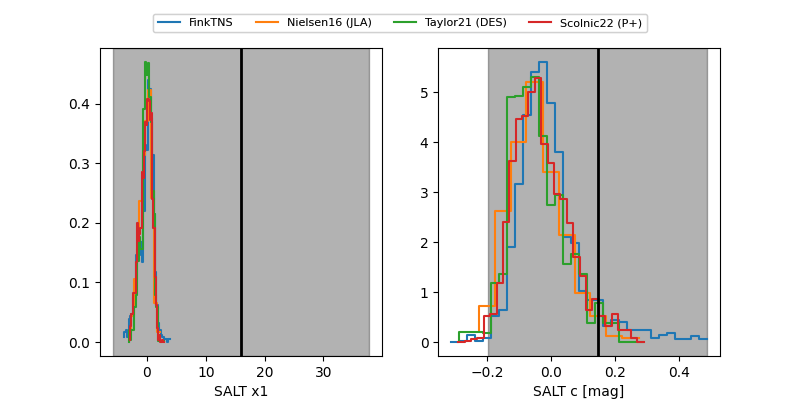 FinkTNS Nielsen16 (JLA) Taylor21 (DES) Scolnic22 (P+)
0.4
0.3
0.2
0.1
0.0
0 10 20 30
SALT x1
5
4
3
2
1
0
−0.2 0.0 0.2 0.4
SALT c [mag]